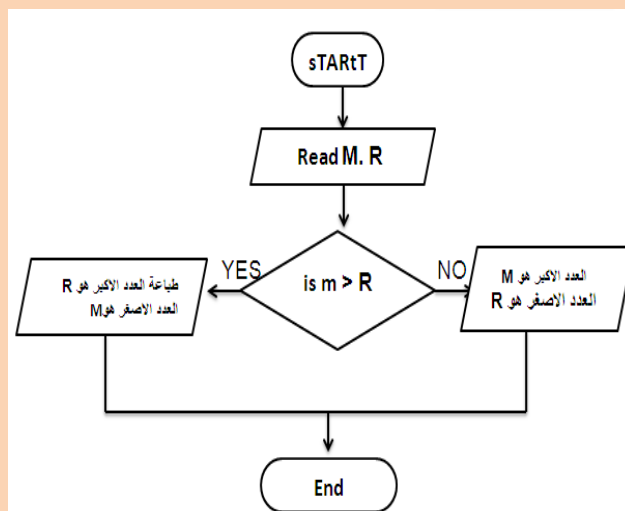 sTARtT
Read M. R
is m > R
YES
NO
طباعة العدد الاكبر هو R
العدد الاصغر هوM
العدد الاكبر هو M
العدد الاصغر هو R
End